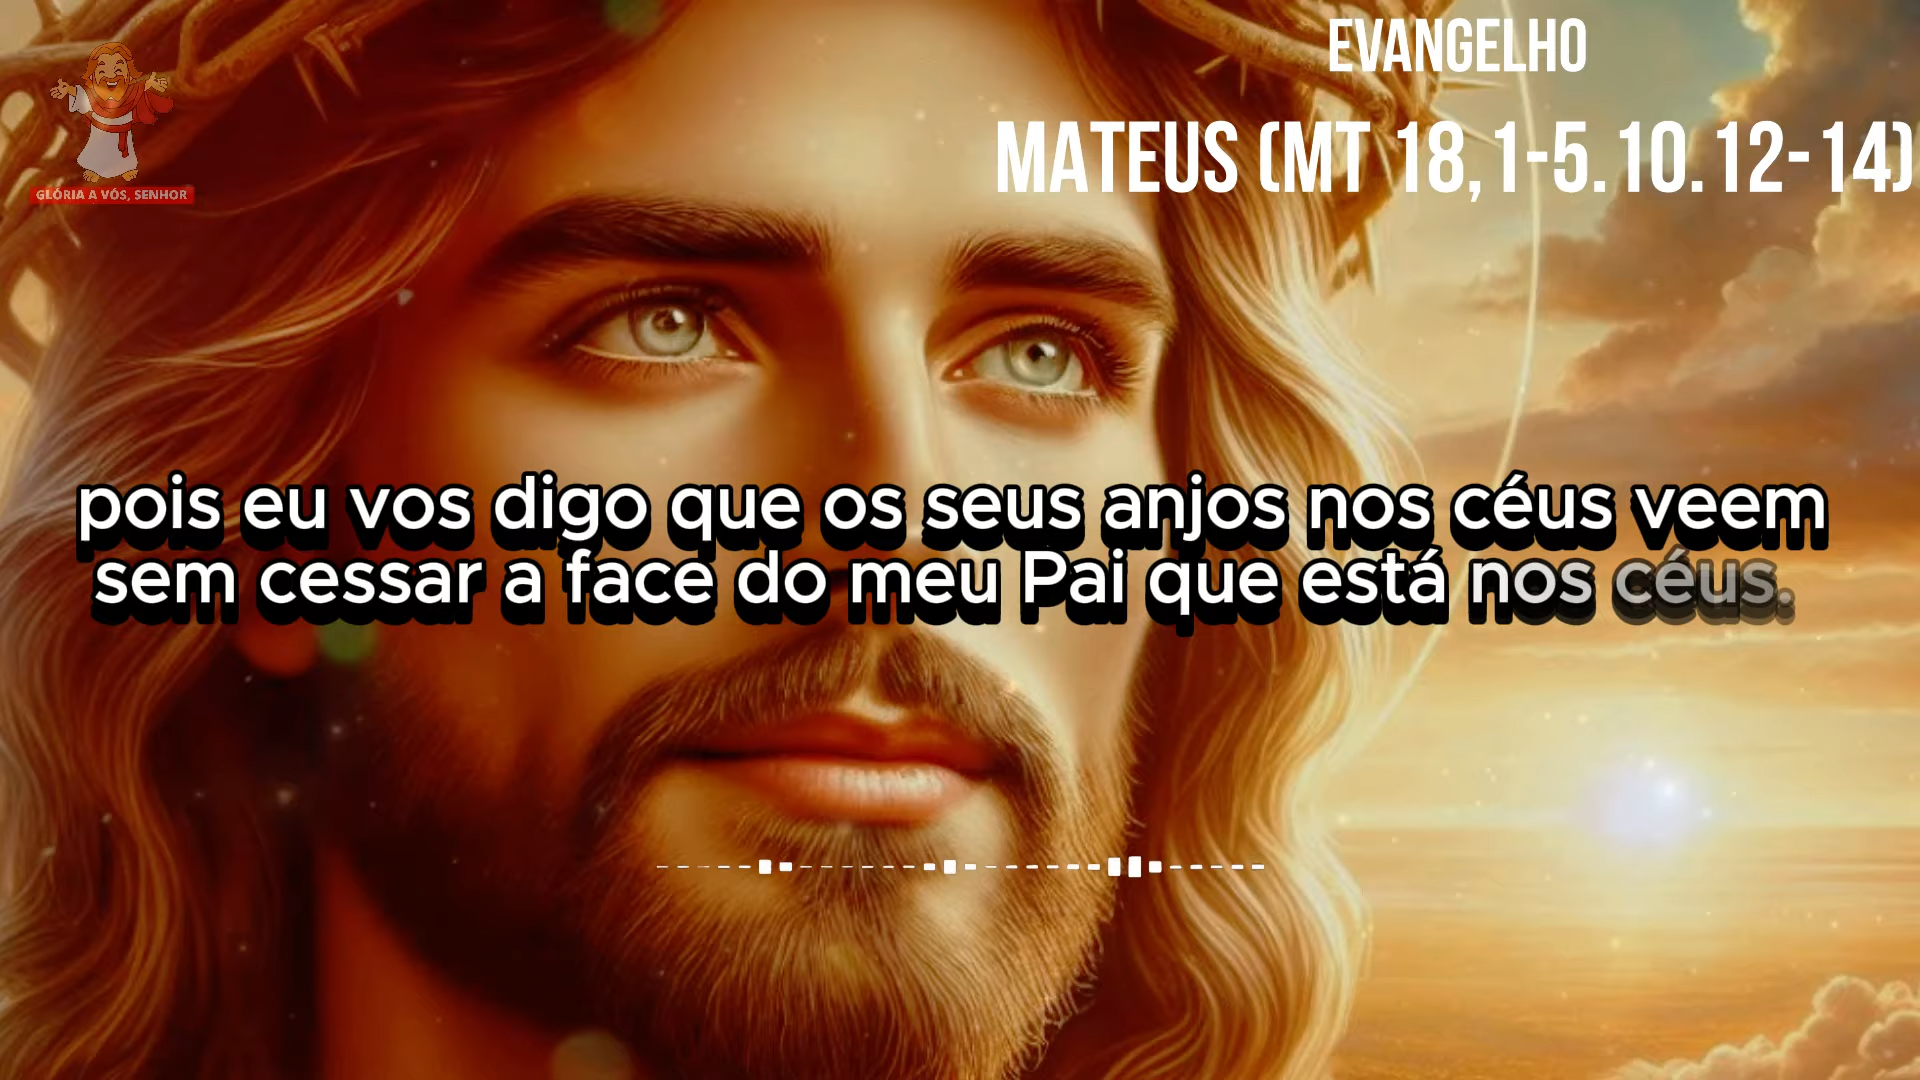 EVANGELHO
MATEUS (MT 18,1-5.10.12-14)
GLÓRIA A VÓS, SENHOR
pois eu vos digo que os seus anjos nos céus veem
sem cessar a face do meu Pai que está nos céus.